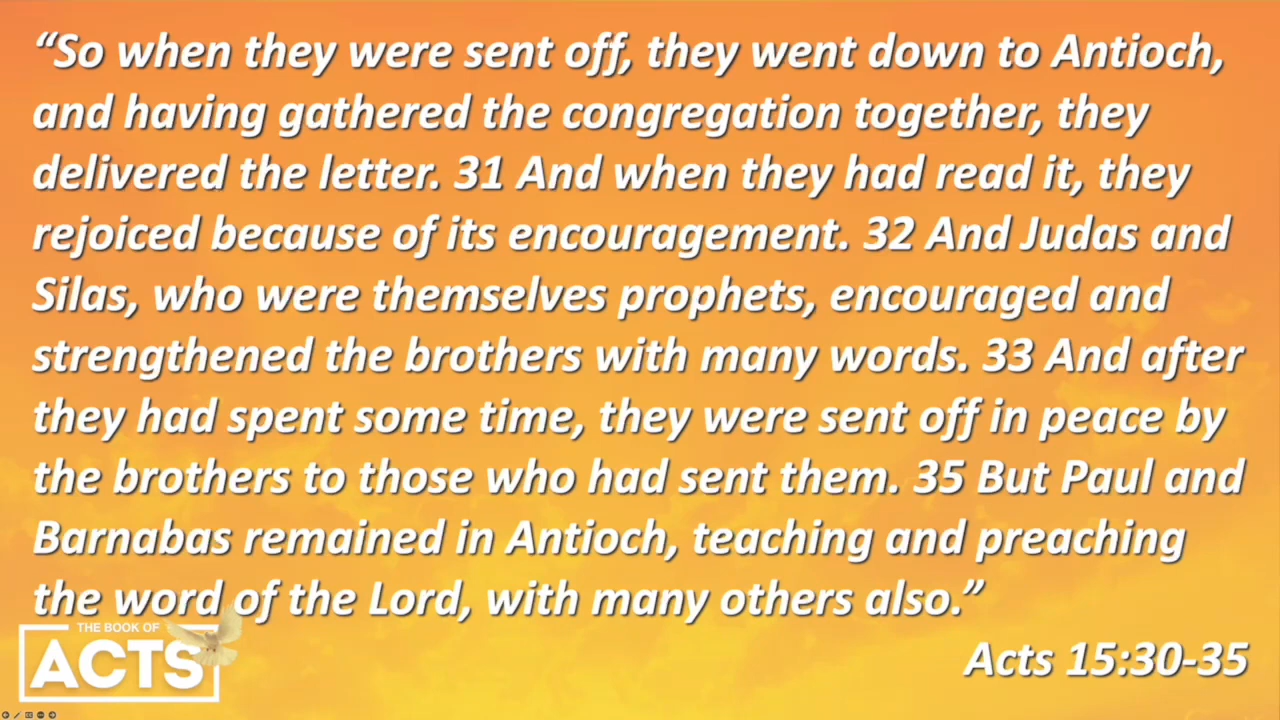 “So when they were sent off, they went down to Antioch,
and having gathered the congregation together, they
delivered the letter. 31 And when they had read it, they
rejoiced because of its encouragement. 32 And Judas and
Silas, who were themselves prophets, encouraged and
strengthened the brothers with many words. 33 And after
they had spent some time, they were sent off in peace by
the brothers to those who had sent them. 35 But Paul and
Barnabas remained in Antioch, teaching and preaching
the word of the Lord, with many others also.”
THE BOOK OF
ACTS
Acts 15:30-35